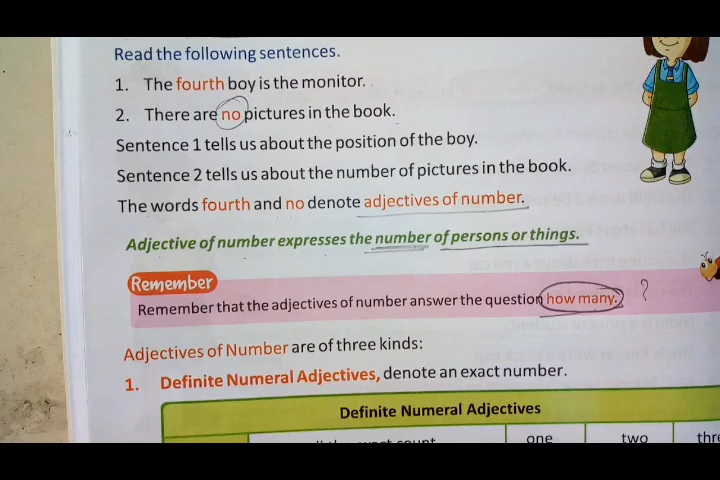 Read the following sentences.
1. The fourth boy is the monitor.
2. There are no pictures in the book.
Sentence 1 tells us about the position of the boy.
Sentence 2 tells us about the number of pictures in the book.
The words fourth and no denote adjectives of number.
Adjective of number expresses the number of persons or things.
Remember
Remember that the adjectives of number answer the question how many. ?
Adjectives of Number are of three kinds:
1. Definite Numeral Adjectives, denote an exact number.
Definite Numeral Adjectives
exact count one two